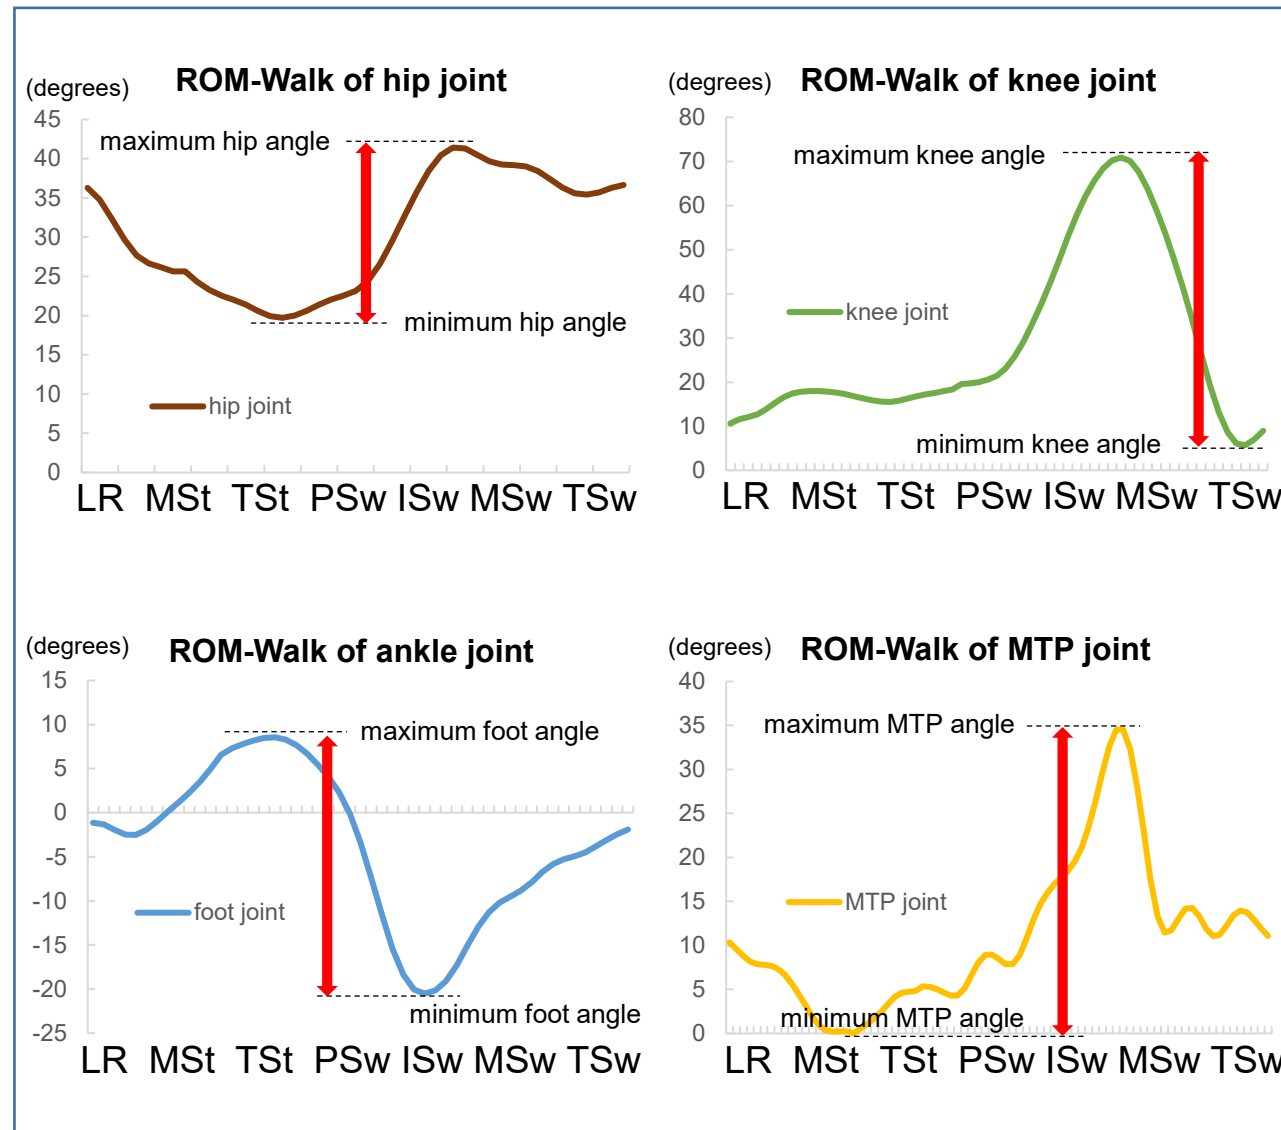 (degrees)
ROM-Walk of hip joint
45
40
35
30
25
20
15
10
5
0
maximum hip angle
minimum hip angle
hip joint
LR MSt TSt PSw ISw MSw TSw
ROM-Walk of knee joint
(degrees)
80
70
60
50
40
30
20
10
0
maximum knee angle
knee joint
minimum knee angle
LR MSt TSt PSw ISw MSw TSw
(degrees)
ROM-Walk of ankle joint
15
10
5
0
-5
-10
-15
-20
-25
maximum foot angle
foot joint
minimum foot angle
LR MSt TSt PSw ISw MSw TSw
(degrees)
ROM-Walk of MTP joint
40
35
30
25
20
15
10
5
0
maximum MTP angle
MTP joint
minimum MTP angle
LR MSt TSt PSw ISw MSw TSw